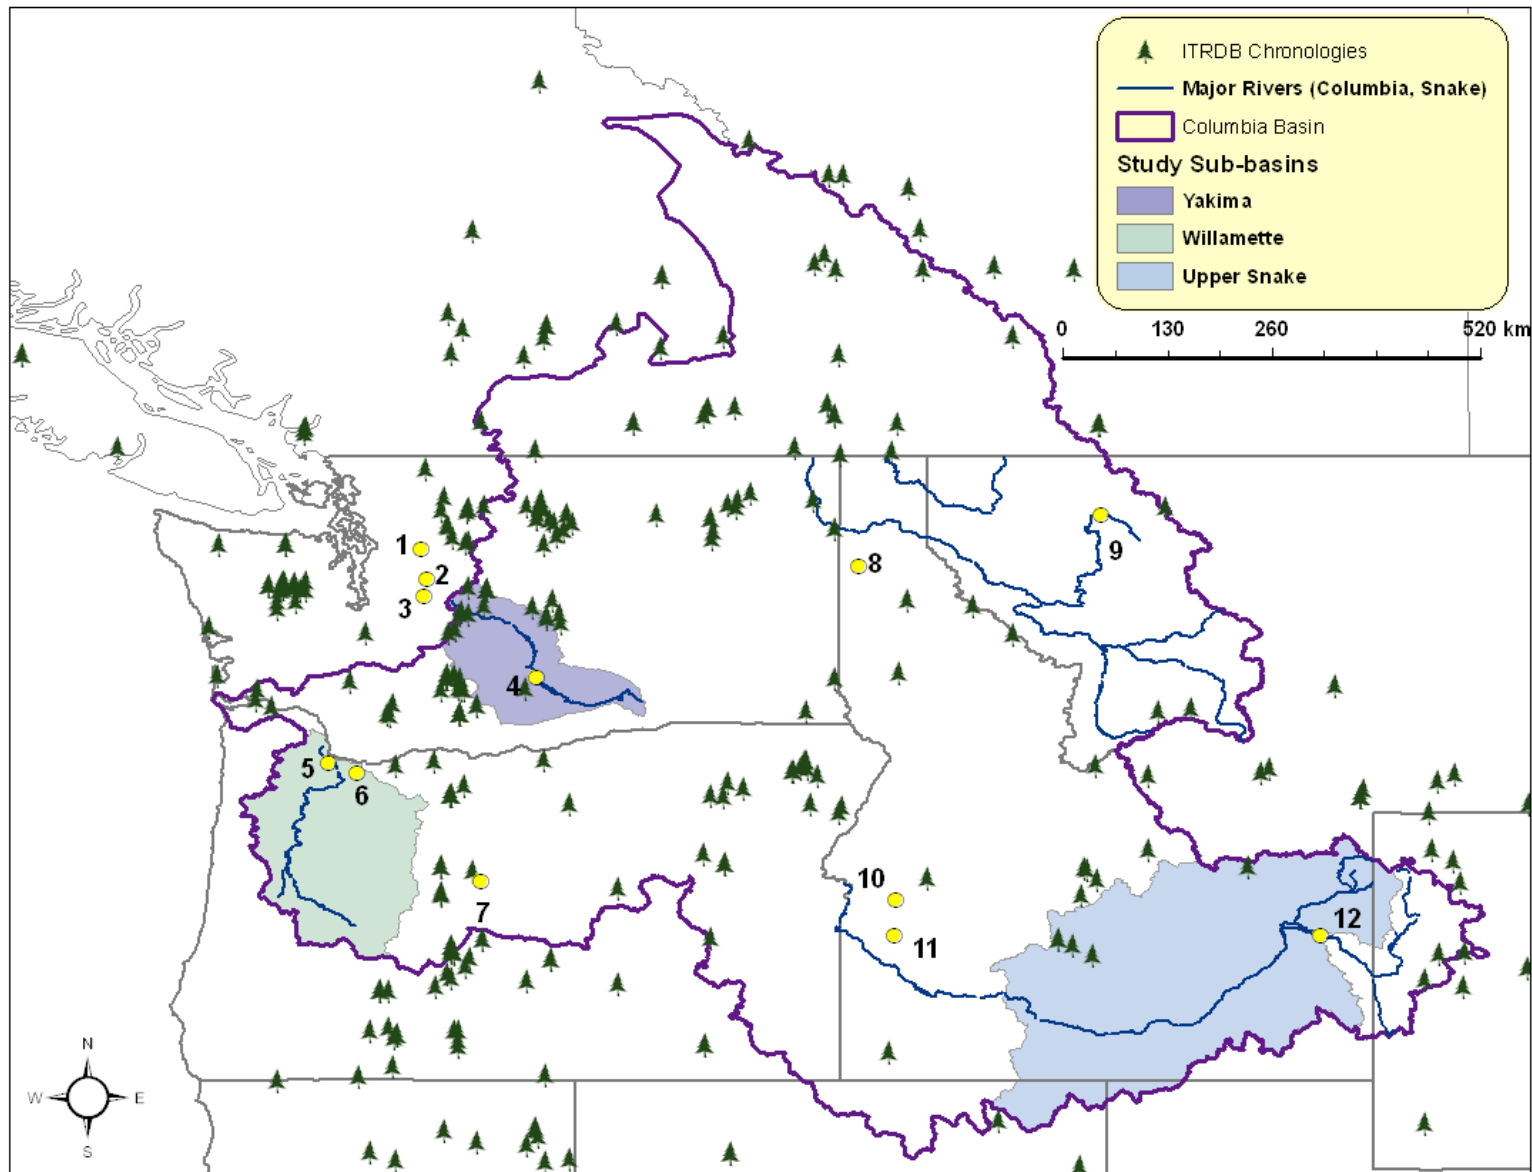 ITRDB Chronologies
Major Rivers (Columbia, Snake)
Columbia Basin
Study Sub-basins
Yakima
Willamette
Upper Snake
0 130 260 520 km
1
2
3
4
5
6
7
8
9
10
11
12
N
W E
S